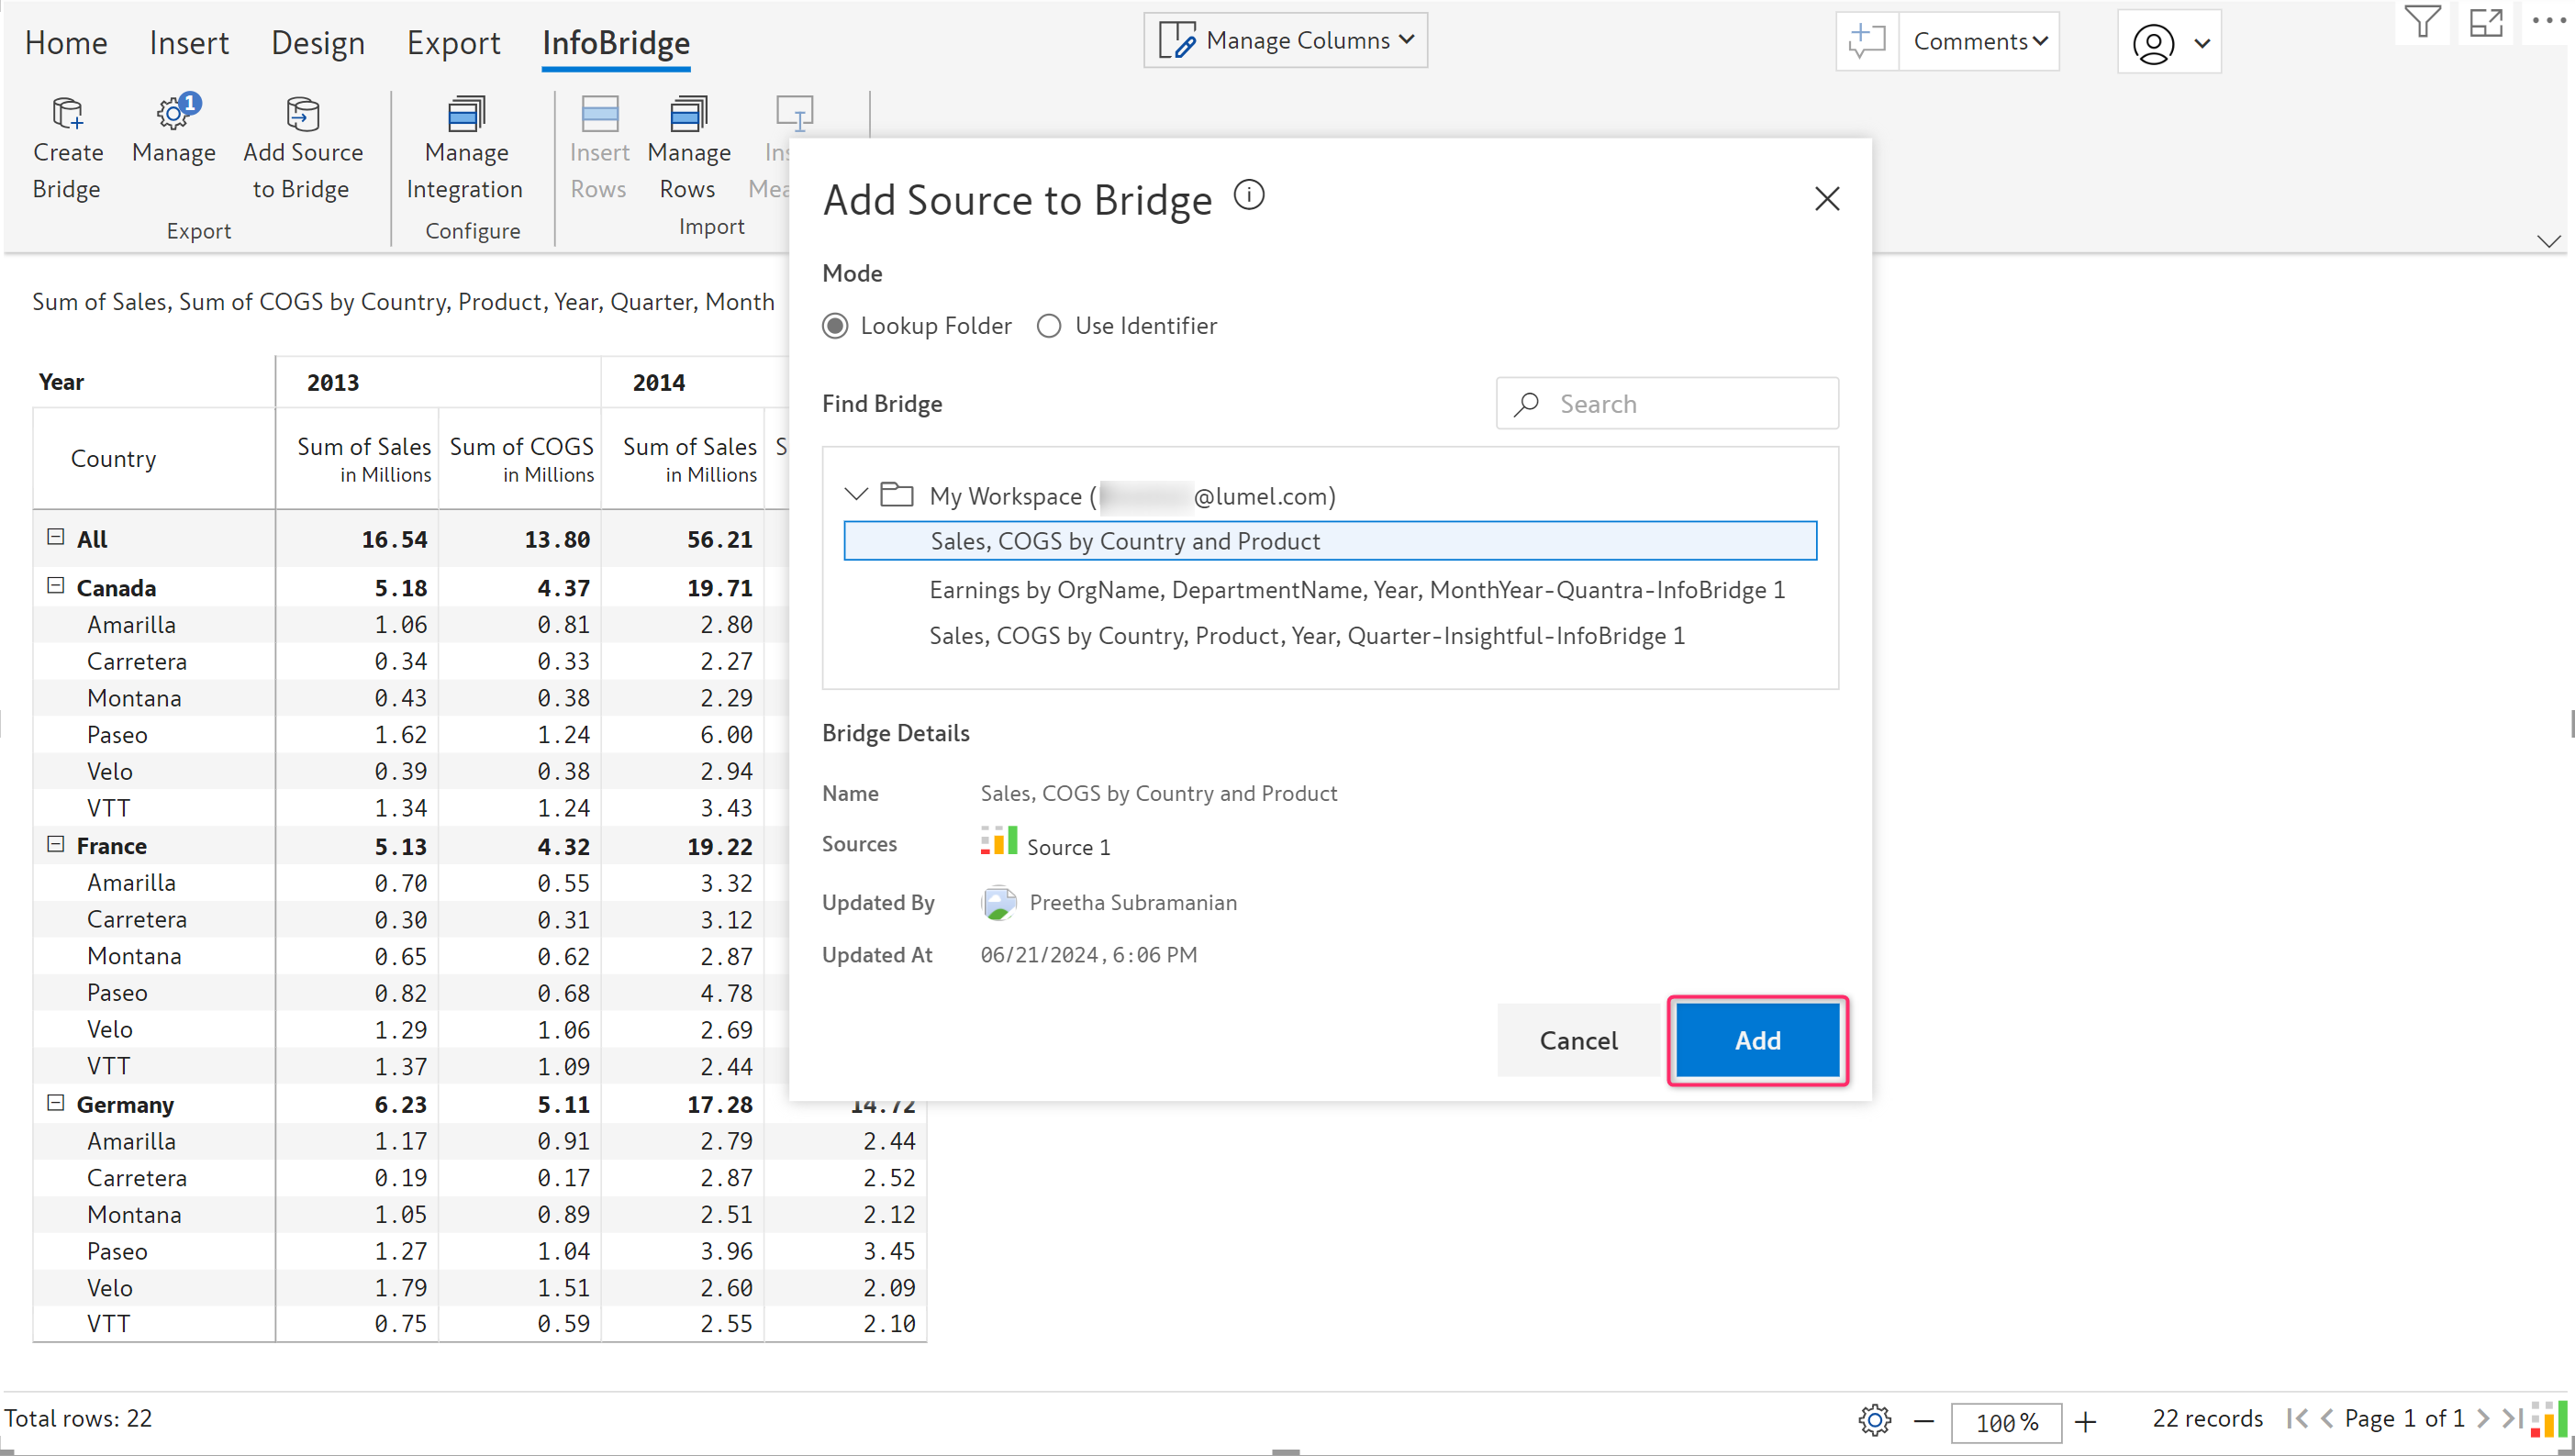 Home Insert Design Export InfoBridge
Manage Columns
Comments
1
Create Bridge
Manage
Add Source to Bridge
Export
Manage Integration
Configure
Insert Rows
Manage Rows
Import
Sum of Sales, Sum of COGS by Country, Product, Year, Quarter, Month
Year 2013 2014
Country Sum of Sales in Millions Sum of COGS in Millions Sum of Sales in Millions S
All 16.54 13.80 56.21
Canada 5.18 4.37 19.71
Amarilla 1.06 0.81 2.80
Carretera 0.34 0.33 2.27
Montana 0.43 0.38 2.29
Paseo 1.62 1.24 6.00
Velo 0.39 0.38 2.94
VTT 1.34 1.24 3.43
France 5.13 4.32 19.22
Amarilla 0.70 0.55 3.32
Carretera 0.30 0.31 3.12
Montana 0.65 0.62 2.87
Paseo 0.82 0.68 4.78
Velo 1.29 1.06 2.69
VTT 1.37 1.09 2.44
Germany 6.23 5.11 17.28 14.72
Amarilla 1.17 0.91 2.79 2.44
Carretera 0.19 0.17 2.87 2.52
Montana 1.05 0.89 2.51 2.12
Paseo 1.27 1.04 3.96 3.45
Velo 1.79 1.51 2.60 2.09
VTT 0.75 0.59 2.55 2.10
Add Source to Bridge
Mode
Lookup Folder Use Identifier
Find Bridge Search
My Workspace ( @lumel.com)
Sales, COGS by Country and Product
Earnings by OrgName, DepartmentName, Year, MonthYear-Quantra-InfoBridge 1
Sales, COGS by Country, Product, Year, Quarter-Insightful-InfoBridge 1
Bridge Details
Name Sales, COGS by Country and Product
Sources Source 1
Updated By Preetha Subramanian
Updated At 06/21/2024, 6:06 PM
Cancel Add
Total rows: 22
100%
22 records
Page 1 of 1